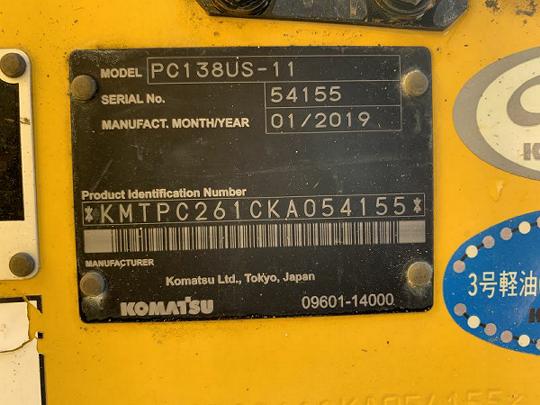 MODEL PC138US-11
SERIAL No. 54155
MANUFACT. MONTH/YEAR 01/2019
Product Identification Number
*KMTPC261CKA054155*
MANUFACTURER
Komatsu Ltd., Tokyo, Japan
KOMATSU 09601-14000
3号軽油